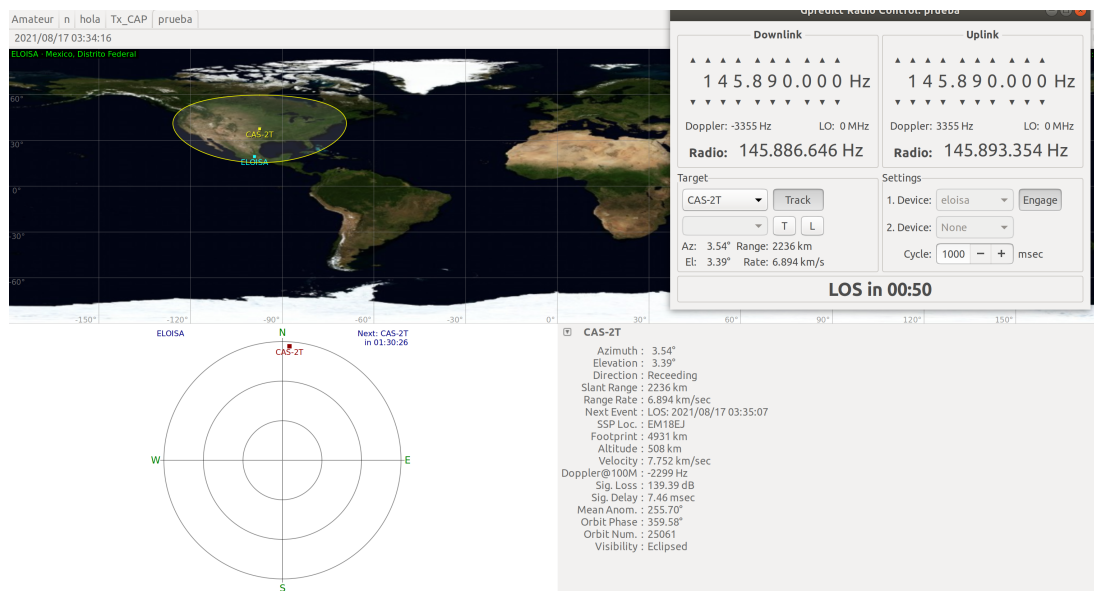 Amateur n hola Tx_CAP prueba
2021/08/17 03:34:16
ELOISA - Mexico, Distrito Federal
CAS-2T
ELOISA
60°
30°
0°
-30°
-60°
-150° -120° -90° -60° -30° 0° 30° 60° 90° 120° 150°
Gpredict Radio Control: prueba
Downlink
145.890.000 Hz
Doppler: -3355 Hz LO: 0 MHz
Radio: 145.886.646 Hz
Uplink
145.890.000 Hz
Doppler: 3355 Hz LO: 0 MHz
Radio: 145.893.354 Hz
Target
CAS-2T Track
T L
Az: 3.54° Range: 2236 km
El: 3.39° Rate: 6.894 km/s
Settings
1. Device: eloisa Engage
2. Device: None
Cycle: 1000 − + msec
LOS in 00:50
ELOISA
Next: CAS-2T
in 01:30:26
N
CAS-2T
W
E
S
CAS-2T
Azimuth : 3.54°
Elevation : 3.39°
Direction : Receeding
Slant Range : 2236 km
Range Rate : 6.894 km/sec
Next Event : LOS: 2021/08/17 03:35:07
SSP Loc. : EM18EJ
Footprint : 4931 km
Altitude : 508 km
Velocity : 7.752 km/sec
Doppler@100M : -2299 Hz
Sig. Loss : 139.39 dB
Sig. Delay : 7.46 msec
Mean Anom. : 255.70°
Orbit Phase : 359.58°
Orbit Num. : 25061
Visibility : Eclipsed